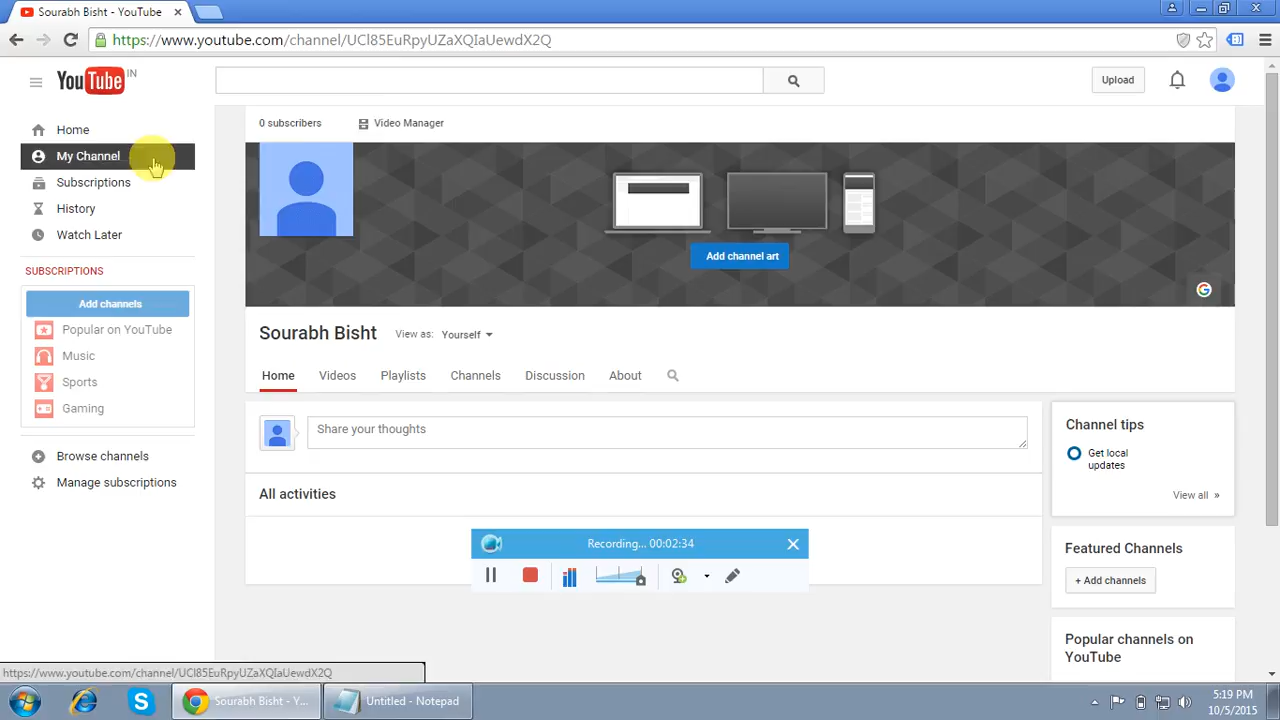 Sourabh Bisht - YouTube
https://www.youtube.com/channel/UCl85EuRpyUZaXQIaUewdX2Q
YouTube IN
Upload
Home
My Channel
Subscriptions
History
Watch Later
SUBSCRIPTIONS
Add channels
Popular on YouTube
Music
Sports
Gaming
Browse channels
Manage subscriptions
0 subscribers
Video Manager
Add channel art
Sourabh Bisht
View as: Yourself
Home
Videos
Playlists
Channels
Discussion
About
Share your thoughts
All activities
Channel tips
Get local
updates
View all »
Featured Channels
+ Add channels
Popular channels on
YouTube
Recording... 00:02:34
https://www.youtube.com/channel/UCl85EuRpyUZaXQIaUewdX2Q
Sourabh Bisht - Y...
Untitled - Notepad
5:19 PM
10/5/2015